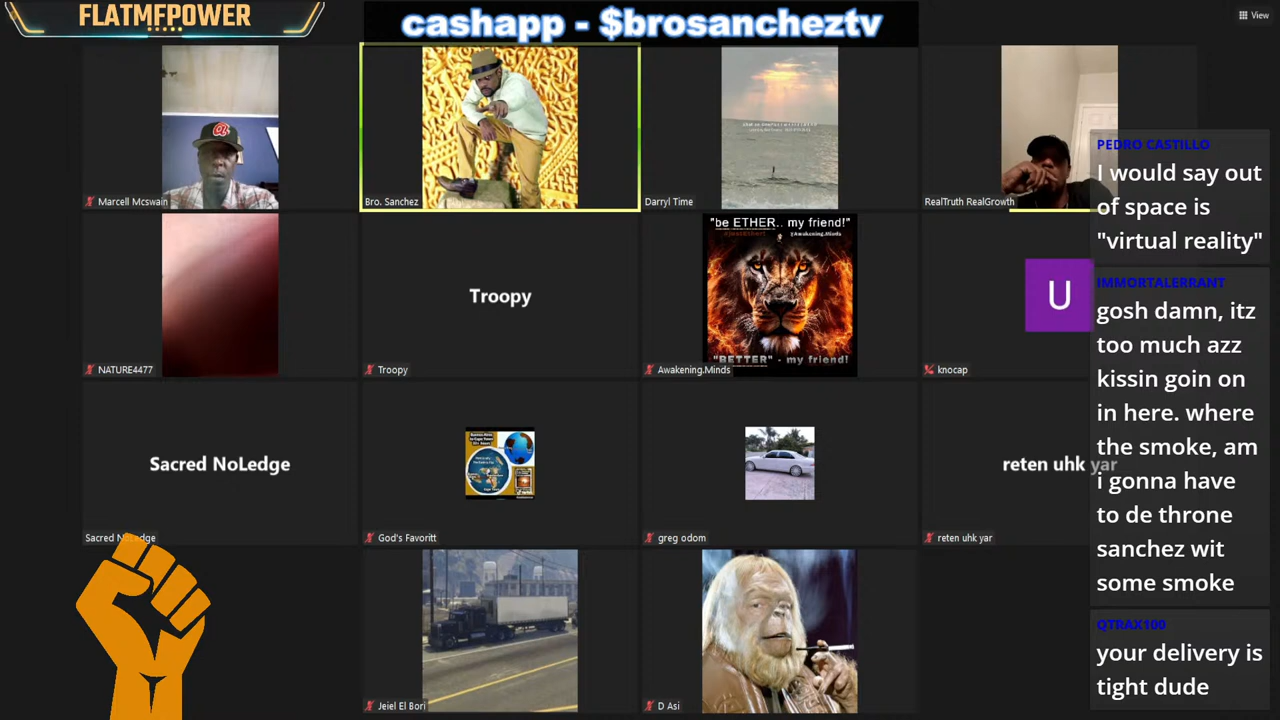 FLATMFPOWER
cashapp - $brosancheztv
View
Marcell Mcswain
Bro. Sanchez
Darryl Time
RealTruth RealGrowth
NATURE4477
Troopy
Troopy
"be ETHER.. my friend!"
@Awakening.Minds
"BETTER" - my friend!
Awakening.Minds
U
knocap
Sacred NoLedge
Sacred NoLedge
God's Favoritt
greg odom
reten uhk yar
reten uhk yar
Jeiel El Bori
D Asi
PEDRO CASTILLO
I would say out
of space is
"virtual reality"
IMMORTALERRANT
gosh damn, itz
too much azz
kissin goin on
in here. where
the smoke, am
i gonna have
to de throne
sanchez wit
some smoke
QTRAX100
your delivery is
tight dude